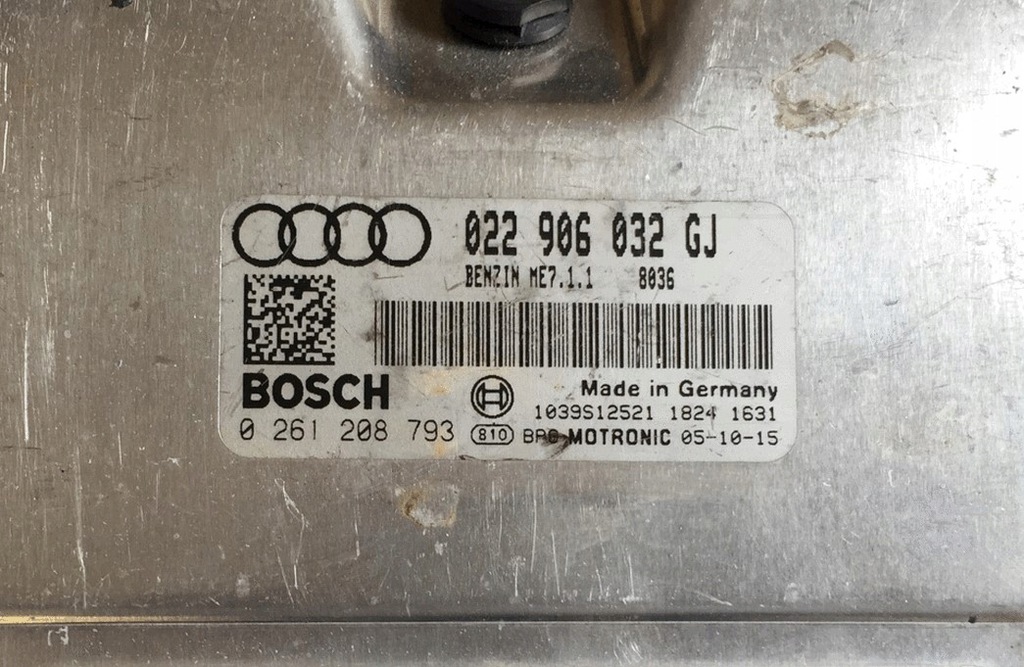 022 906 032 GJ
BENZIN ME7.1.1 8036
BOSCH
Made in Germany
1039S12521 1824 1631
0 261 208 793
810 MOTRONIC 05-10-15